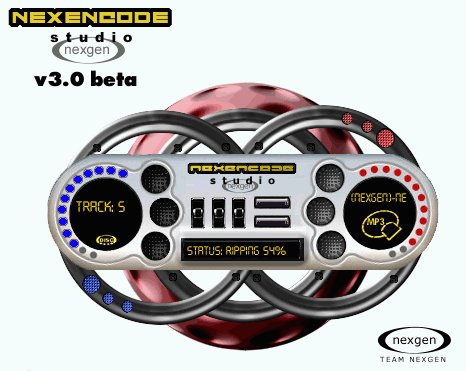 NEXENCODE
studio
nexgen
v3.0 beta
NEXENCODE
studio
nexgen
TRACK: 5
(NEXGEN)-NE
DISC
MP3
STATUS: RIPPING 54%
nexgen
TEAM NEXGEN